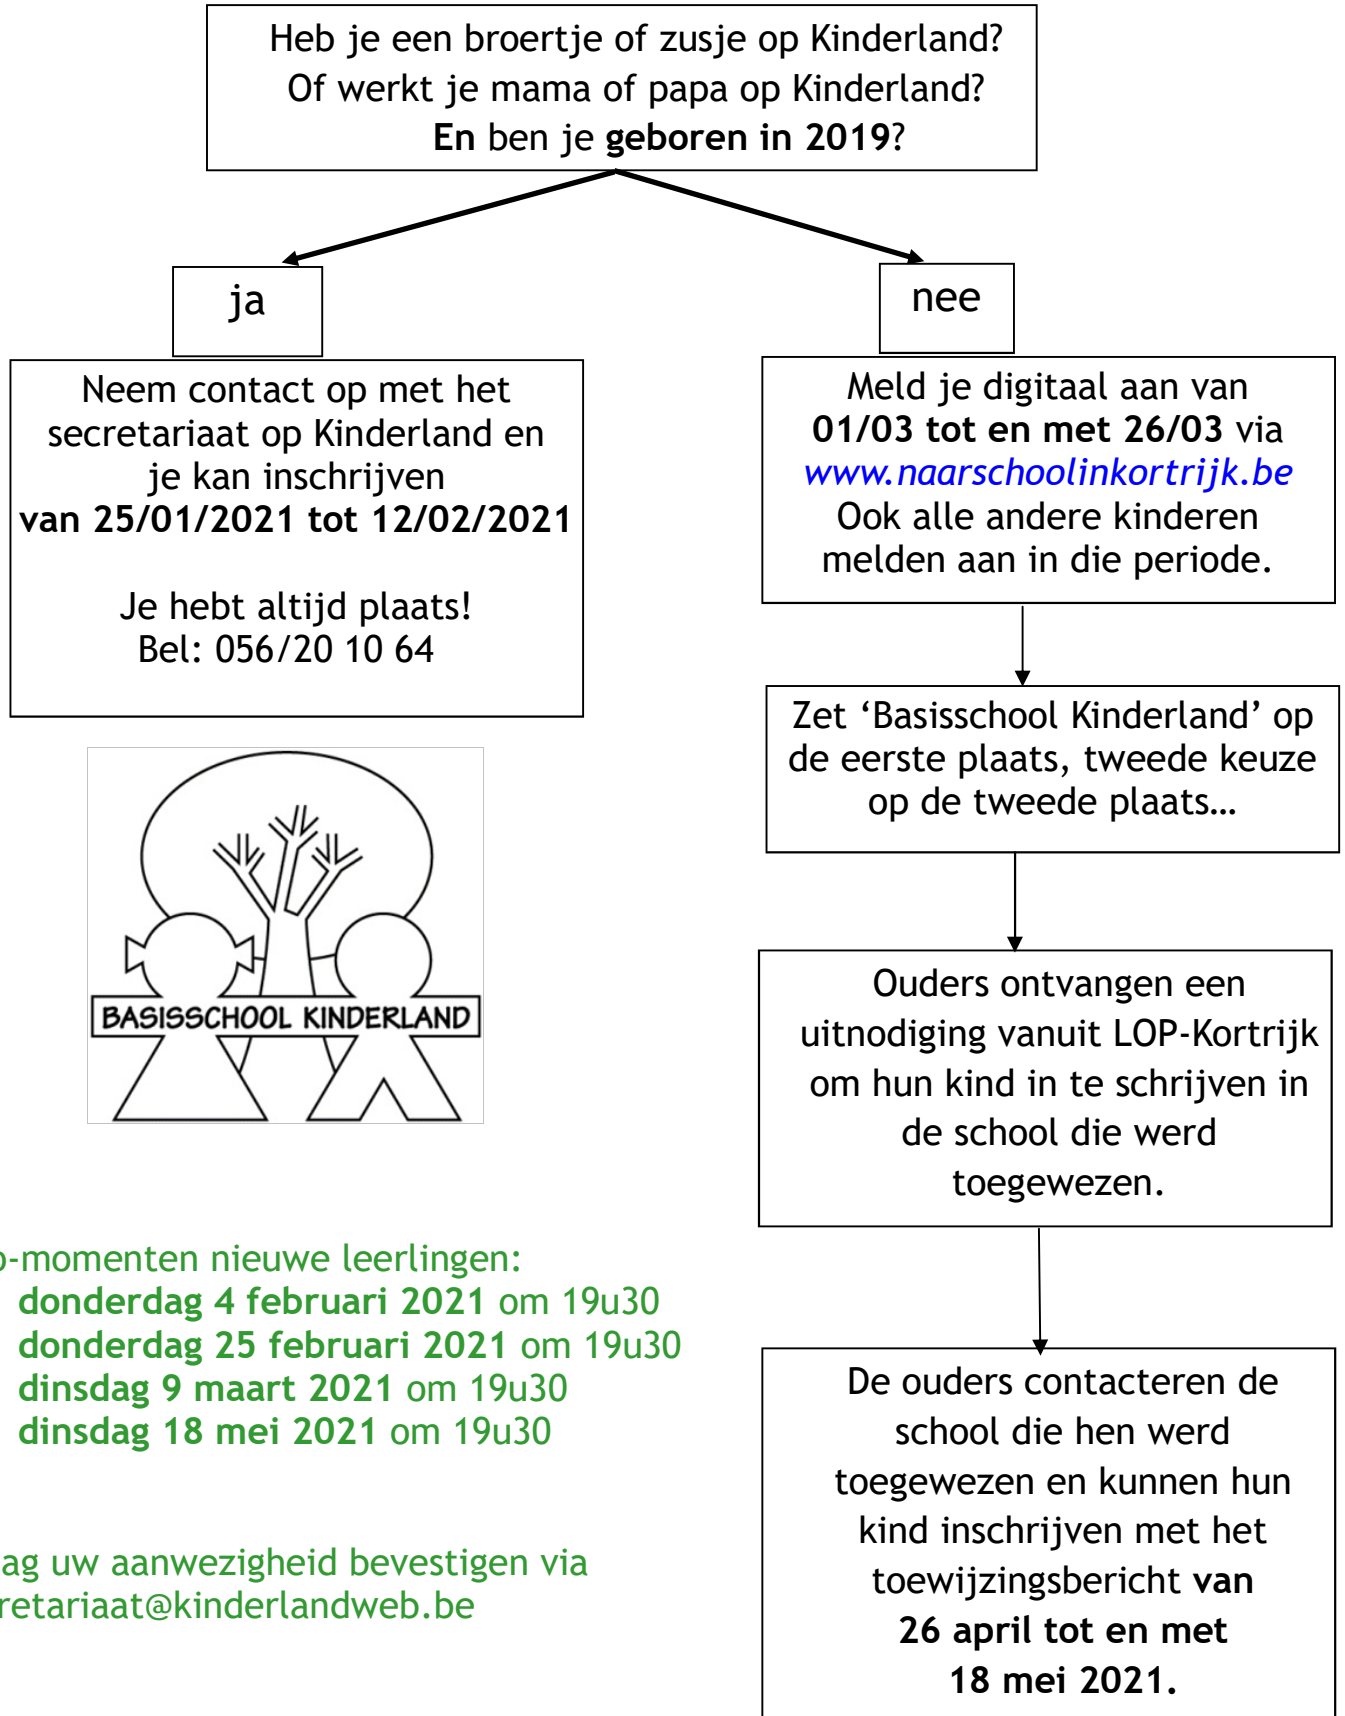 Heb je een broertje of zusje op Kinderland?
Of werkt je mama of papa op Kinderland?
En ben je geboren in 2019?
ja
nee
Neem contact op met het
secretariaat op Kinderland en
je kan inschrijven
van 25/01/2021 tot 12/02/2021
Je hebt altijd plaats!
Bel: 056/20 10 64
Meld je digitaal aan van
01/03 tot en met 26/03 via
www.naarschoolinkortrijk.be
Ook alle andere kinderen
melden aan in die periode.
Zet ‘Basisschool Kinderland’ op
de eerste plaats, tweede keuze
op de tweede plaats…
BASISSCHOOL KINDERLAND
Ouders ontvangen een
uitnodiging vanuit LOP-Kortrijk
om hun kind in te schrijven in
de school die werd
toegewezen.
-momenten nieuwe leerlingen:
donderdag 4 februari 2021 om 19u30
donderdag 25 februari 2021 om 19u30
dinsdag 9 maart 2021 om 19u30
dinsdag 18 mei 2021 om 19u30
ag uw aanwezigheid bevestigen via
retariaat@kinderlandweb.be
De ouders contacteren de
school die hen werd
toegewezen en kunnen hun
kind inschrijven met het
toewijzingsbericht van
26 april tot en met
18 mei 2021.